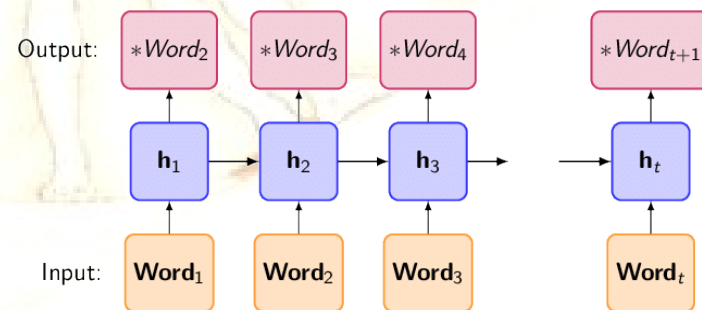 Output: *Word₂ *Word₃ *Word₄ *Wordₜ₊₁
h₁ h₂ h₃ hₜ
Input: Word₁ Word₂ Word₃ Wordₜ